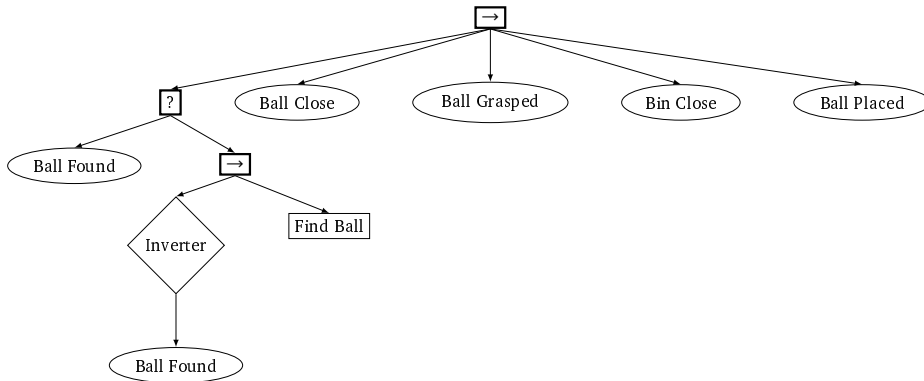 →
?
Ball Close
Ball Grasped
Bin Close
Ball Placed
Ball Found
→
Inverter
Find Ball
Ball Found